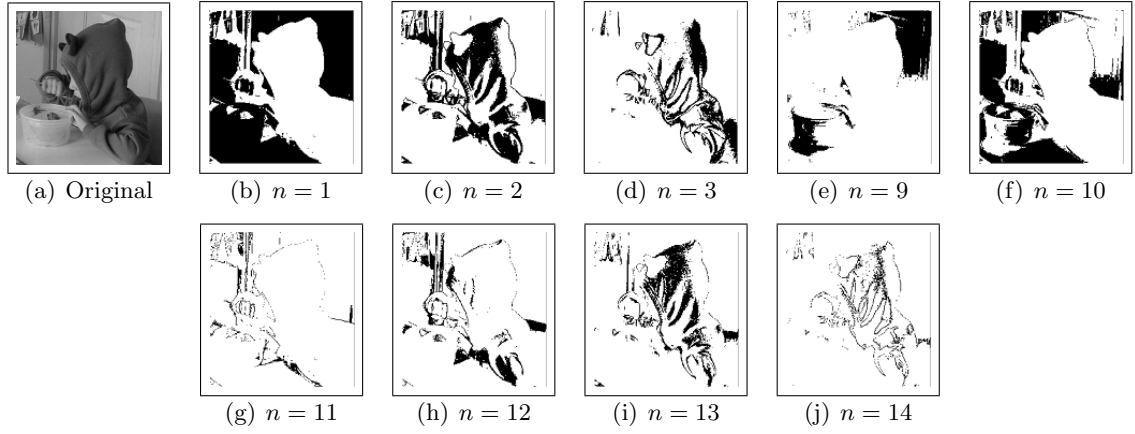 (a) Original
(b) n = 1
(c) n = 2
(d) n = 3
(e) n = 9
(f) n = 10
(g) n = 11
(h) n = 12
(i) n = 13
(j) n = 14